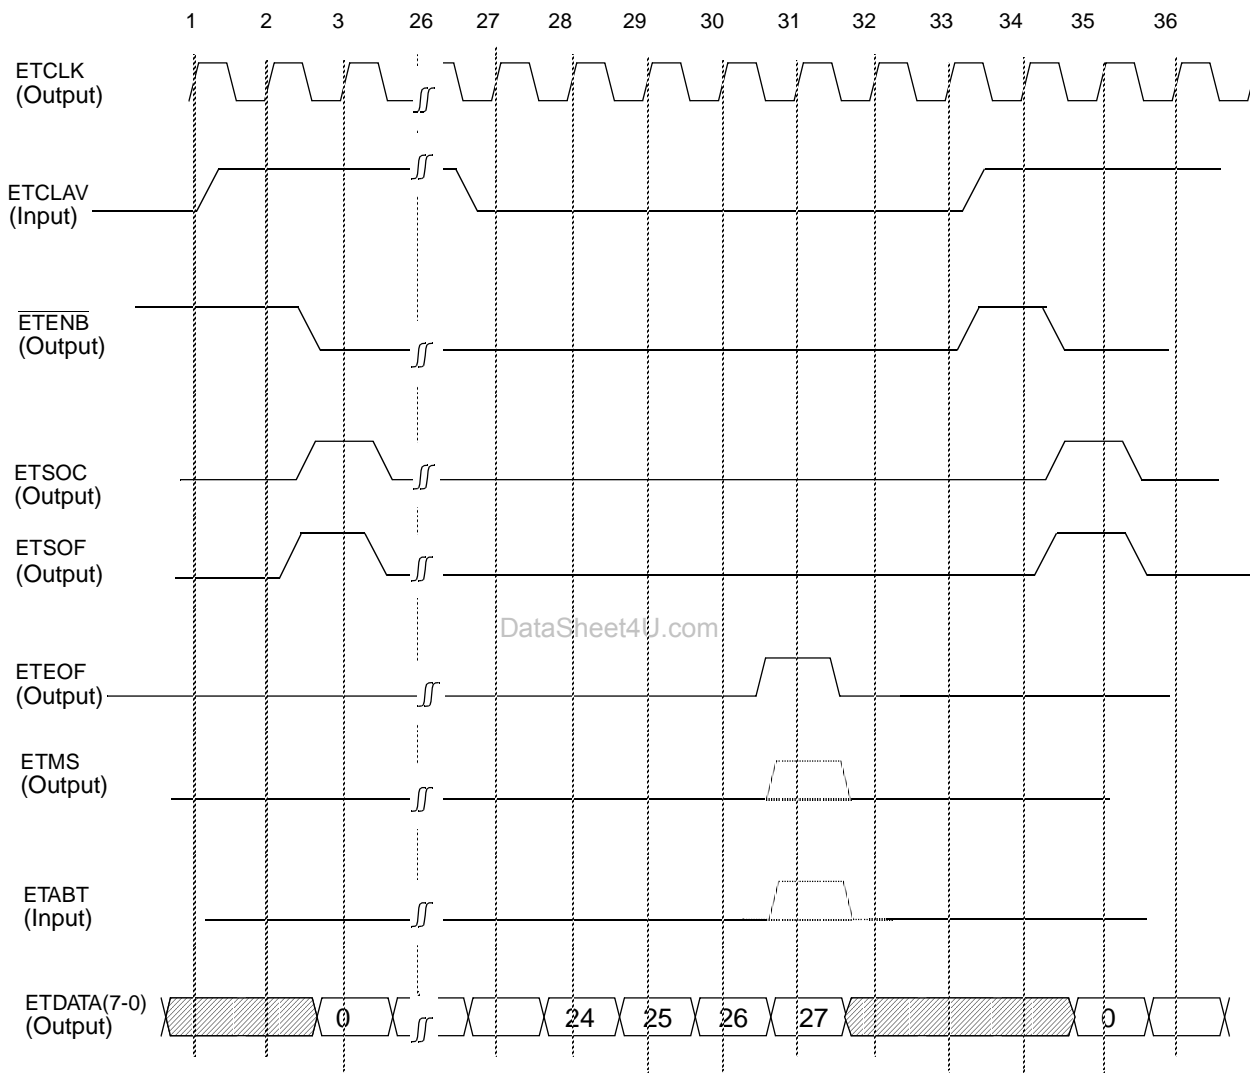 1 2 3 26 27 28 29 30 31 32 33 34 35 36
ETCLK
(Output)
ETCLAV
(Input)
ETENB
(Output)
ETSOC
(Output)
ETSOF
(Output)
DataSheet4U.com
ETEOF
(Output)
ETMS
(Output)
ETABT
(Input)
ETDATA(7-0)
(Output)
0 24 25 26 27 0